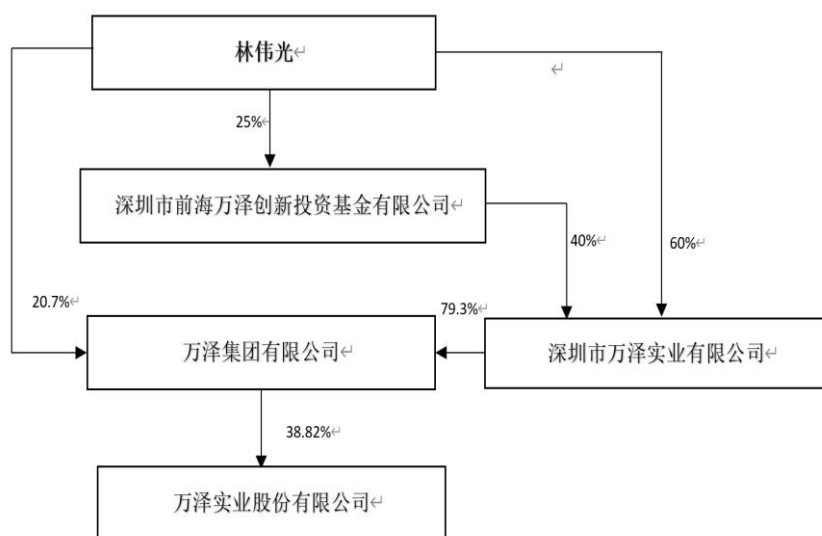 林伟光
25%
深圳市前海万泽创新投资基金有限公司
40%
60%
20.7%
79.3%
万泽集团有限公司
深圳市万泽实业有限公司
38.82%
万泽实业股份有限公司